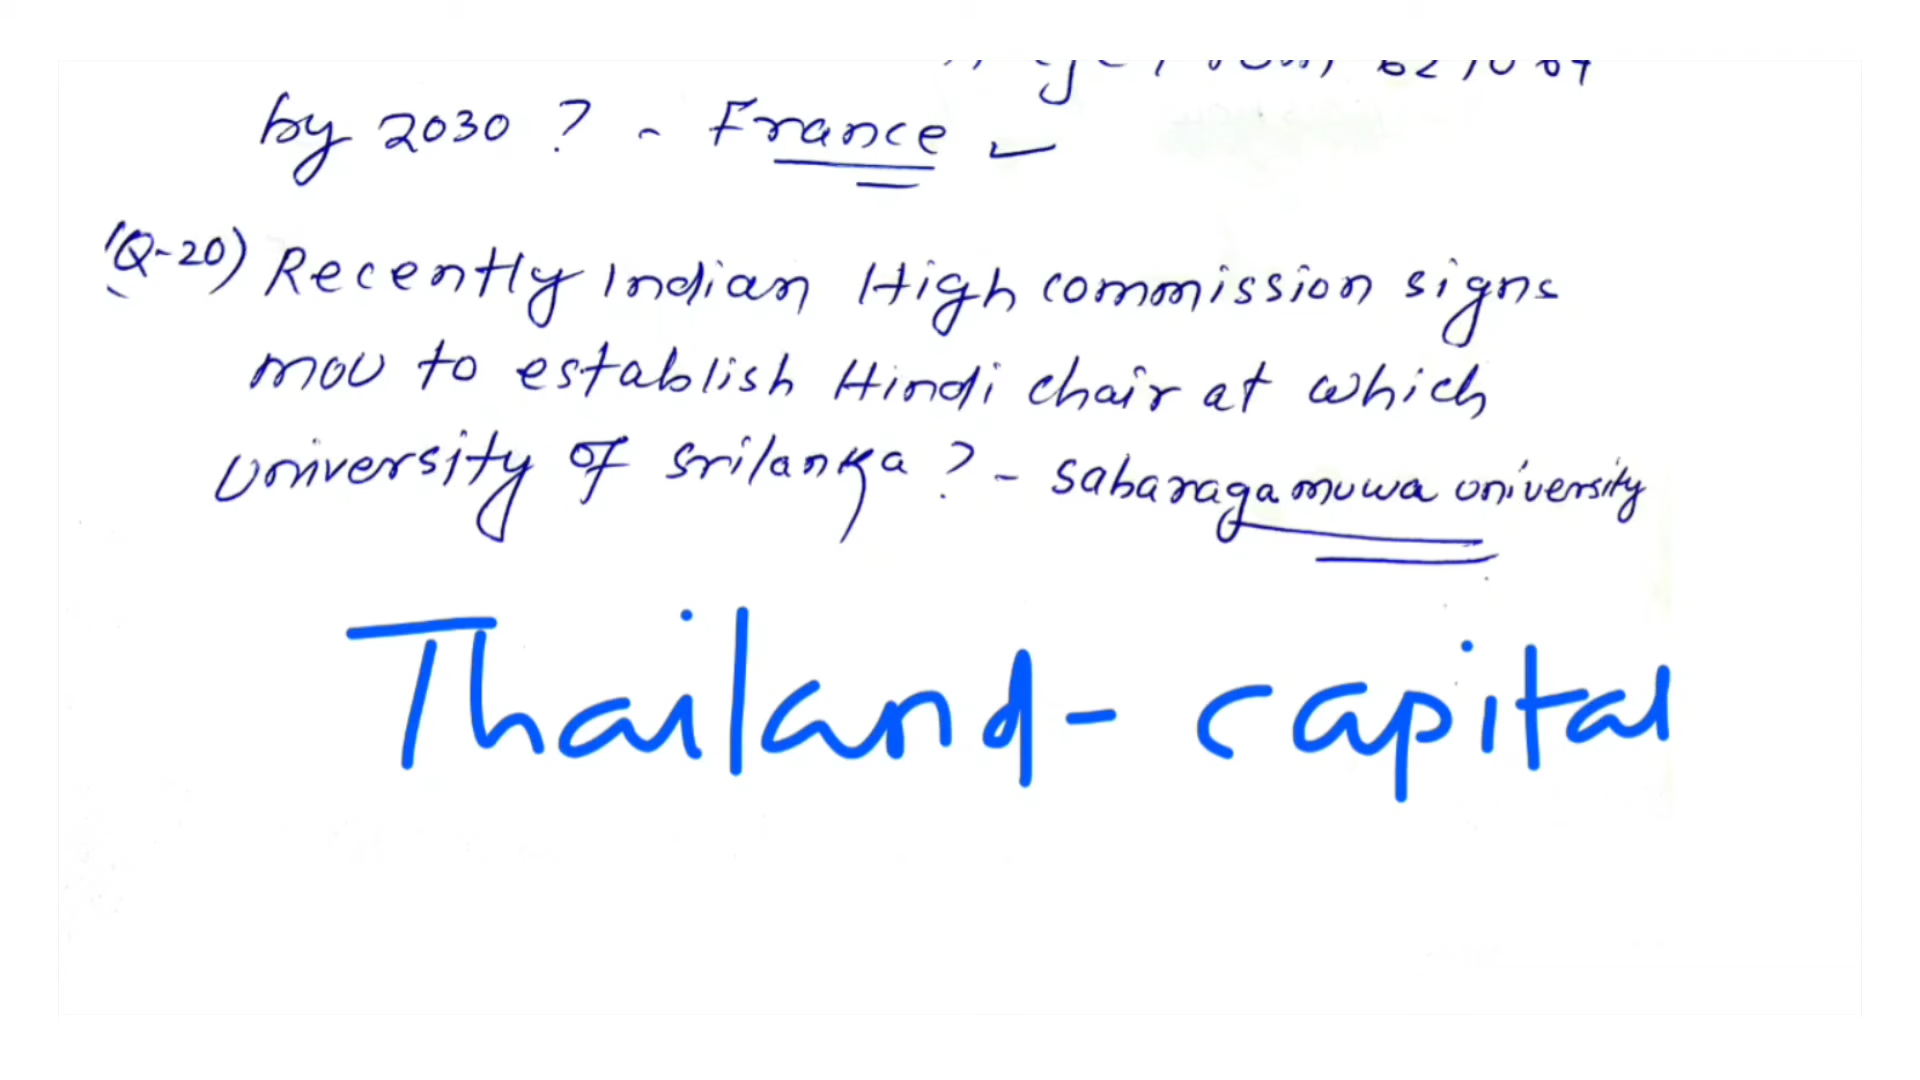 by 2030 ? - France
(Q-20) Recently Indian High commission signs
mou to establish Hindi chair at which
University of Srilanka ? - Sabaragamuwa university
Thailand - capital